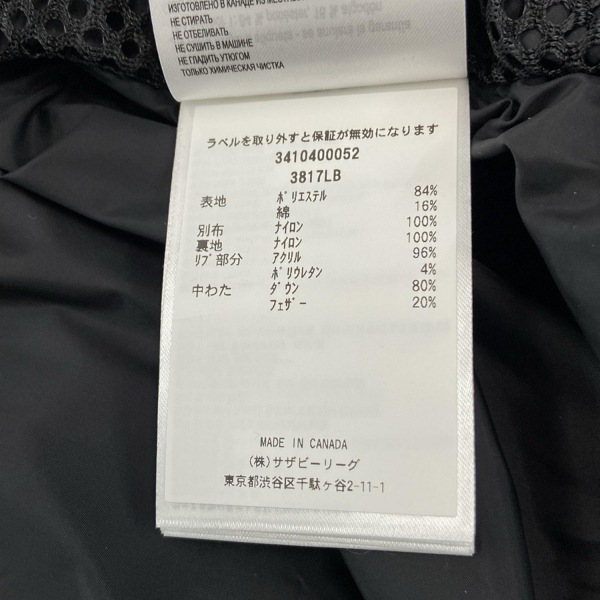 ИЗГОТОВЛЕНО В КАНАДЕ ИЗ
НЕ СТИРАТЬ
НЕ ОТБЕЛИВАТЬ
НЕ СУШИТЬ В МАШИНЕ
НЕ ГЛАДИТЬ УТЮГОМ
ТОЛЬКО ХИМИЧЕСКАЯ ЧИСТКА
ラベルを取り外すと保証が無効になります
3410400052
3817LB
表地 ﾎﾟﾘｴｽﾃﾙ 84%
綿 16%
別布 ﾅｲﾛﾝ 100%
裏地 ﾅｲﾛﾝ 100%
ﾘﾌﾞ部分 ｱｸﾘﾙ 96%
ﾎﾟﾘｳﾚﾀﾝ 4%
中わた ﾀﾞｳﾝ 80%
ﾌｪｻﾞｰ 20%
MADE IN CANADA
(株)サザビーリーグ
東京都渋谷区千駄ヶ谷2-11-1